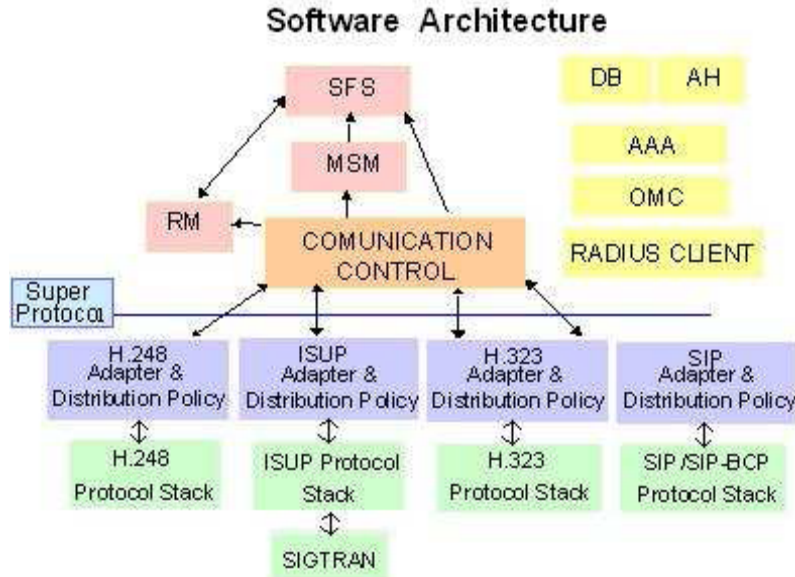 Software Architecture
SFS
DB
AH
MSM
AAA
OMC
RM
COMUNICATION
CONTROL
RADIUS CLIENT
Super
Protocol
H.248
Adapter &
Distribution Policy
ISUP
Adapter &
Distribution Policy
H.323
Adapter &
Distribution Policy
SIP
Adapter &
Distribution Policy
H.248
Protocol Stack
ISUP Protocol
Stack
H.323
Protocol Stack
SIP/SIP-BCP
Protocol Stack
SIGTRAN